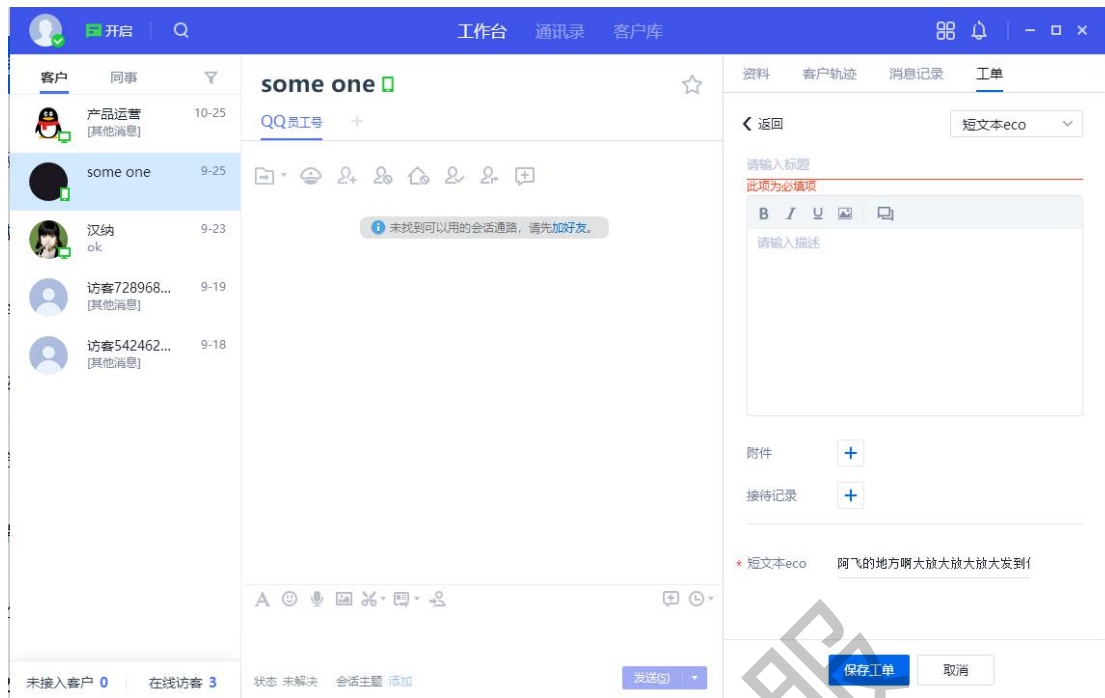 开启
工作台 通讯录 客户库
客户 同事
产品运营 10-25
[其他消息]
some one 9-25
汉纳 9-23
ok
访客728968... 9-19
[其他消息]
访客542462... 9-18
[其他消息]
未接入客户 0 在线访客 3
some one
QQ员工号 +
未找到可以用的会话通路，请先加好友。
状态 未解决 会话主题 添加
发送(S)
资料 客户轨迹 消息记录 工单
返回 短文本eco
请输入标题
此项为必填项
B I U
请输入描述
附件 +
接待记录 +
* 短文本eco 阿飞的地方啊大放大放大放大发到
保存工单 取消